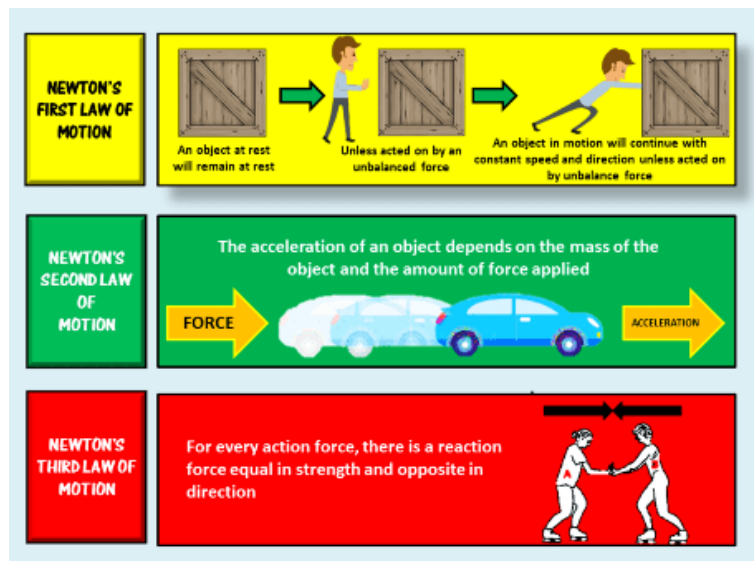 NEWTON'S
FIRST LAW OF
MOTION
An object at rest
will remain at rest
Unless acted on by an
unbalanced force
An object in motion will continue with
constant speed and direction unless acted on
by unbalance force
NEWTON'S
SECOND LAW
OF
MOTION
The acceleration of an object depends on the mass of the
object and the amount of force applied
FORCE
ACCELERATION
NEWTON'S
THIRD LAW OF
MOTION
For every action force, there is a reaction
force equal in strength and opposite in
direction
A
B